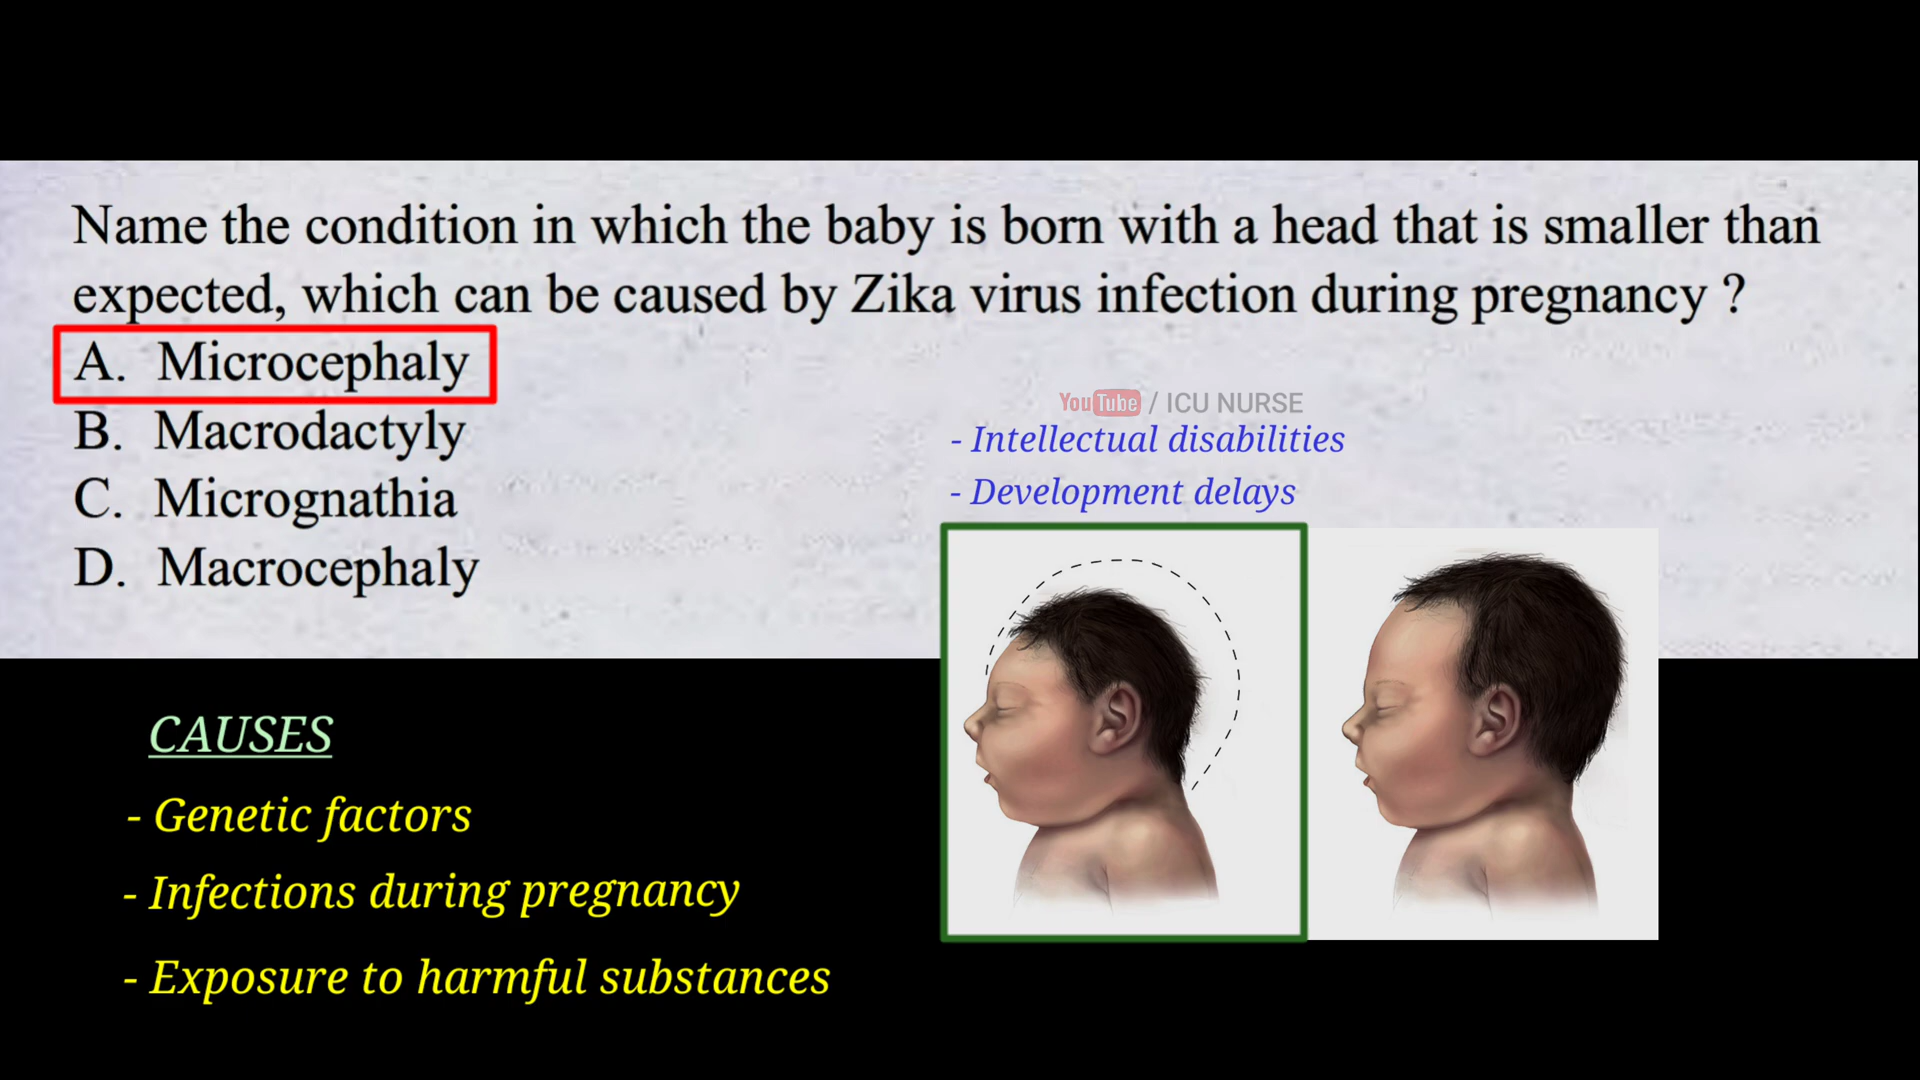 Name the condition in which the baby is born with a head that is smaller than
expected, which can be caused by Zika virus infection during pregnancy ?
A. Microcephaly
B. Macrodactyly
C. Micrognathia
D. Macrocephaly
YouTube / ICU NURSE
- Intellectual disabilities
- Development delays
CAUSES
- Genetic factors
- Infections during pregnancy
- Exposure to harmful substances